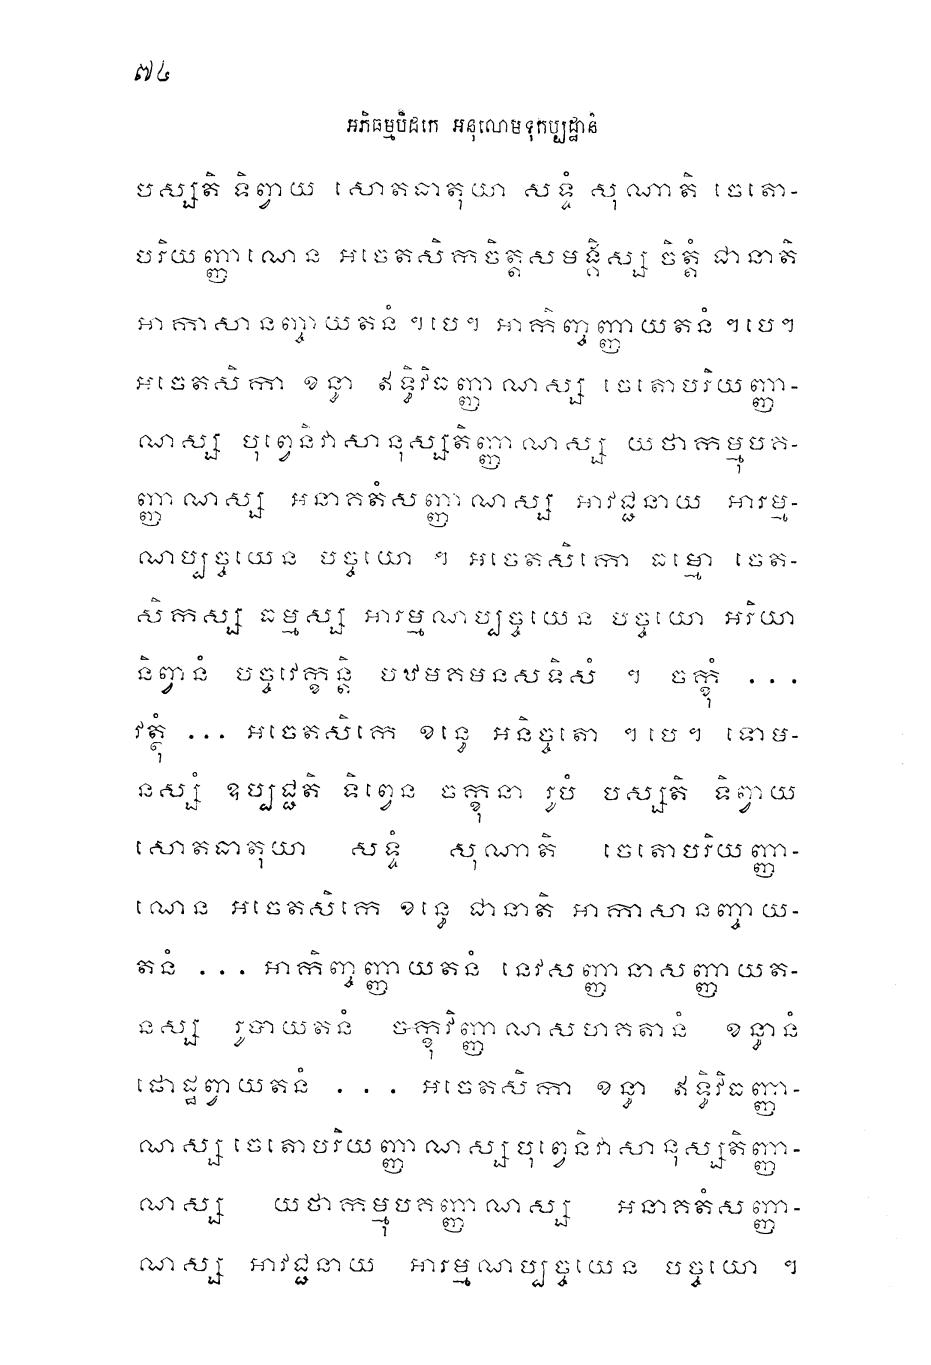 ៧៤
អភិធម្មបិដកេ អនុលោមទុកប្បដ្ឋានំ
បស្សតិ ទិព្វាយ សោតធាតុយា សទ្ទំ សុណាតិ ចេតោ-
បរិយញ្ញាណេន អចេតសិកាចិត្តសមង្គិស្ស ចិត្តំ ជានាតិ
អាកាសានញ្ចាយតនំ ។បេ។ អាកិញ្ចញ្ញាយតនំ ។បេ។
អចេតសិកា ខន្ធា ឥទ្ធិវិធញ្ញាណស្ស ចេតោបរិយញ្ញា-
ណស្ស បុព្វេនិវាសានុស្សតិញ្ញាណស្ស យថាកម្មុបគ-
ញ្ញាណស្ស អនាគតំសញ្ញាណស្ស អាវជ្ជនាយ អារម្ម-
ណប្បច្ចយេន បច្ចយោ ។ អចេតសិកោ ធម្មោ ចេត-
សិកស្ស ធម្មស្ស អារម្មណប្បច្ចយេន បច្ចយោ អរិយា
និព្វានំ បច្ចវេក្ខន្តិ បឋមគមនសទិសំ ។ ចក្ខុំ ...
វត្ថុំ ... អចេតសិកេ ខន្ធេ អនិច្ចតោ ។បេ។ ទោម-
នស្សំ ឧប្បជ្ជតិ ទិព្វេន ចក្ខុនា រូបំ បស្សតិ ទិព្វាយ
សោតធាតុយា សទ្ទំ សុណាតិ ចេតោបរិយញ្ញា-
ណេន អចេតសិកេ ខន្ធេ ជានាតិ អាកាសានញ្ចាយ-
តនំ ... អាកិញ្ចញ្ញាយតនំ នេវសញ្ញានាសញ្ញាយត-
នស្ស រូបាយតនំ ចក្ខុវិញ្ញាណសហគតានំ ខន្ធានំ
ផោដ្ឋព្វាយតនំ ... អចេតសិកា ខន្ធា ឥទ្ធិវិធញ្ញា-
ណស្ស ចេតោបរិយញ្ញាណស្ស បុព្វេនិវាសានុស្សតិញ្ញា-
ណស្ស យថាកម្មុបគញ្ញាណស្ស អនាគតំសញ្ញា-
ណស្ស អាវជ្ជនាយ អារម្មណប្បច្ចយេន បច្ចយោ ។